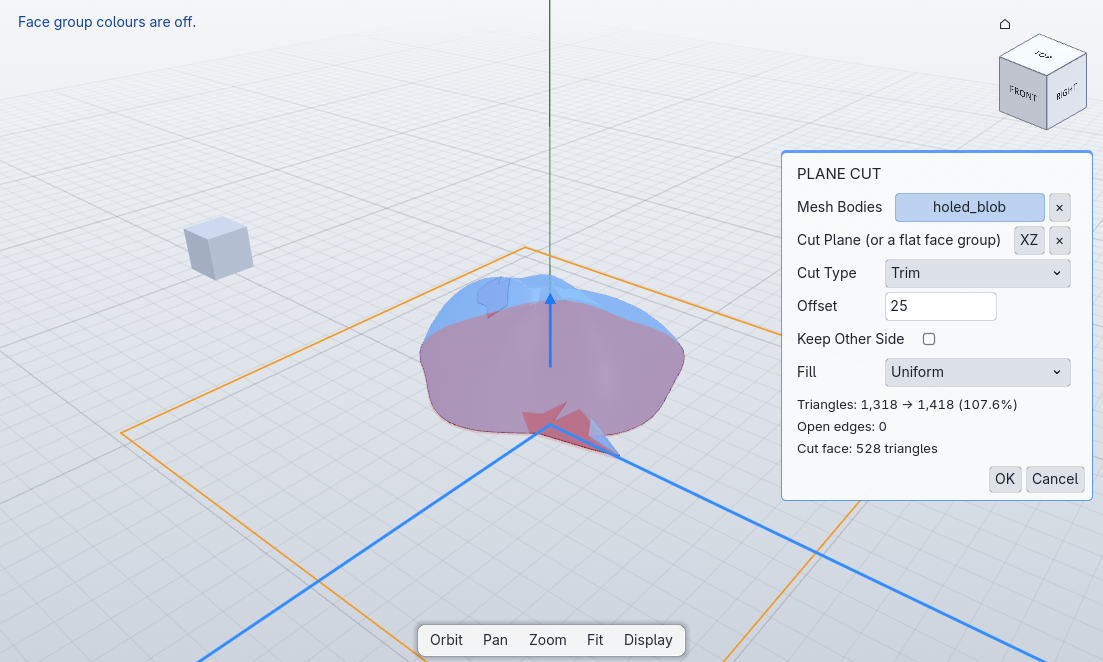 Face group colours are off.
TOP
FRONT
RIGHT
PLANE CUT
Mesh Bodies
holed_blob
×
Cut Plane (or a flat face group)
XZ
×
Cut Type
Trim
Offset
25
Keep Other Side
Fill
Uniform
Triangles: 1,318 → 1,418 (107.6%)
Open edges: 0
Cut face: 528 triangles
OK
Cancel
Orbit
Pan
Zoom
Fit
Display